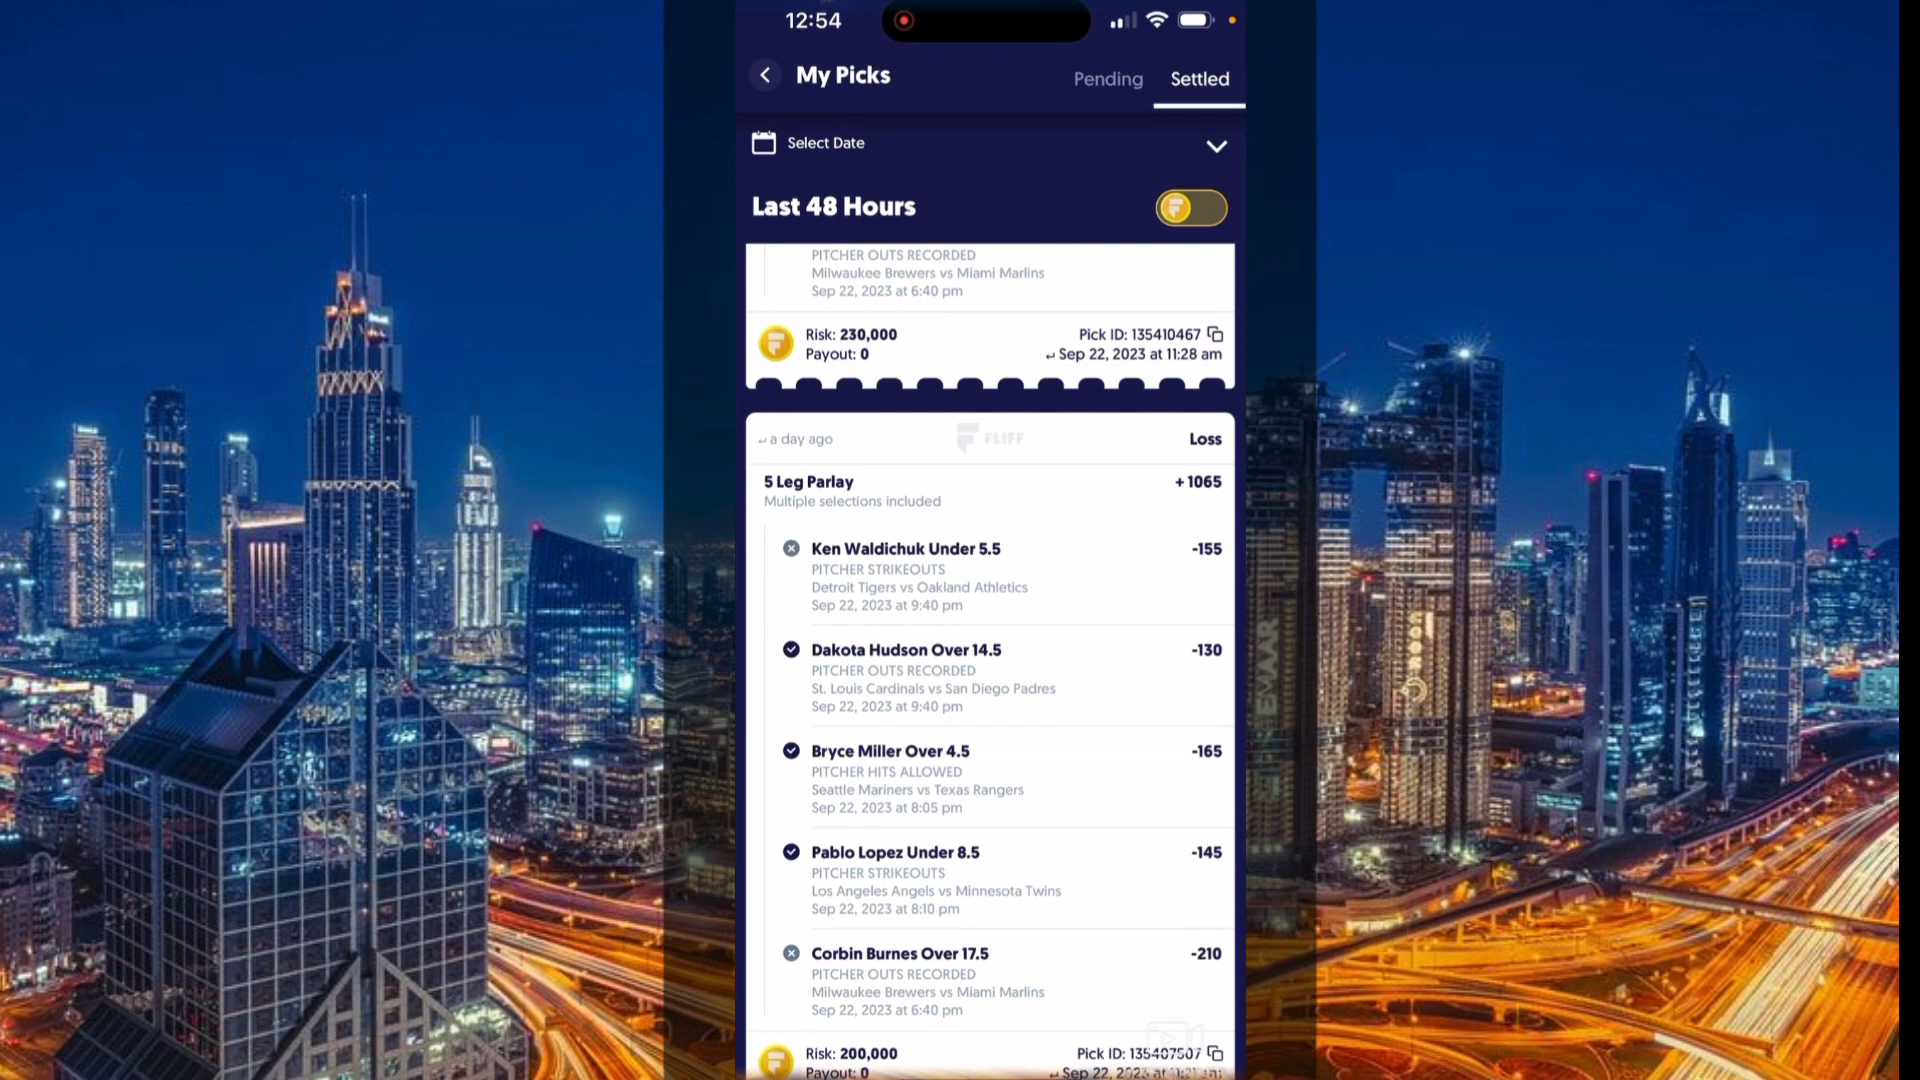 12:54
My Picks
Pending
Settled
Select Date
Last 48 Hours
PITCHER OUTS RECORDED
Milwaukee Brewers vs Miami Marlins
Sep 22, 2023 at 6:40 pm
Risk: 230,000
Pick ID: 135410467
Payout: 0
Sep 22, 2023 at 11:28 am
a day ago
FLIFF
Loss
5 Leg Parlay
+1065
Multiple selections included
Ken Waldichuk Under 5.5
-155
PITCHER STRIKEOUTS
Detroit Tigers vs Oakland Athletics
Sep 22, 2023 at 9:40 pm
Dakota Hudson Over 14.5
-130
PITCHER OUTS RECORDED
St. Louis Cardinals vs San Diego Padres
Sep 22, 2023 at 9:40 pm
Bryce Miller Over 4.5
-165
PITCHER HITS ALLOWED
Seattle Mariners vs Texas Rangers
Sep 22, 2023 at 8:05 pm
Pablo Lopez Under 8.5
-145
PITCHER STRIKEOUTS
Los Angeles Angels vs Minnesota Twins
Sep 22, 2023 at 8:10 pm
Corbin Burnes Over 17.5
-210
PITCHER OUTS RECORDED
Milwaukee Brewers vs Miami Marlins
Sep 22, 2023 at 6:40 pm
Risk: 200,000
Pick ID: 135407507
Payout: 0
Sep 22, 2023 at
EMAAR